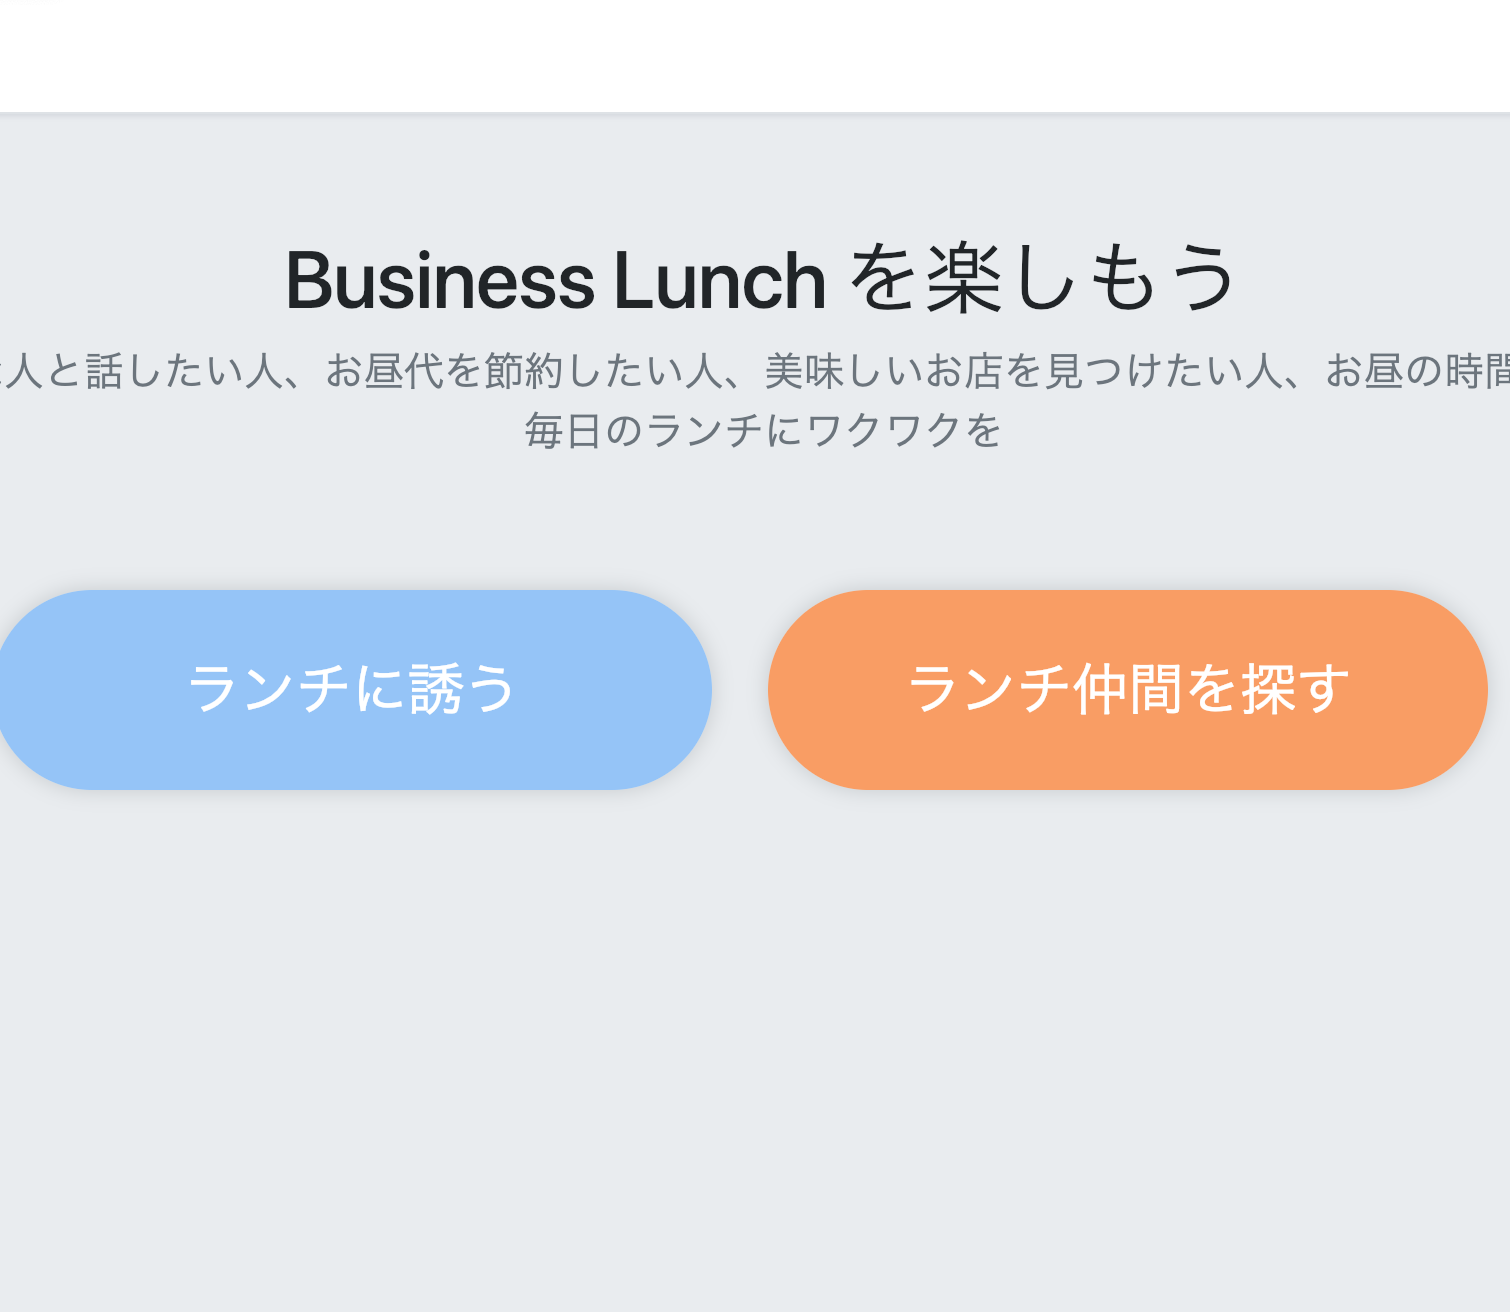 Business Lunch を楽しもう
人と話したい人、お昼代を節約したい人、美味しいお店を見つけたい人、お昼の時間
毎日のランチにワクワクを
ランチに誘う
ランチ仲間を探す